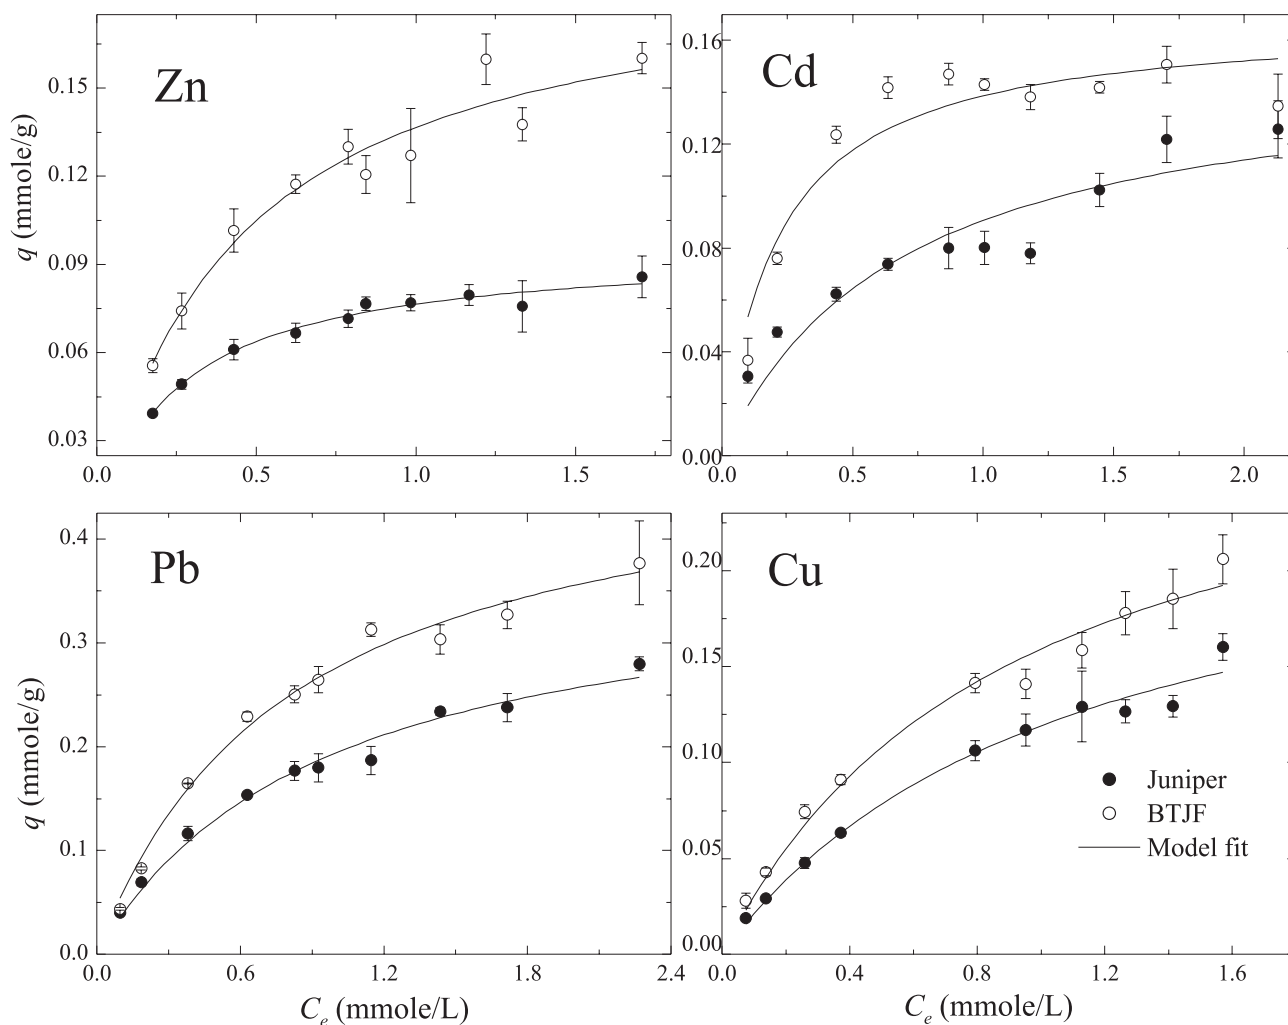 Zn
q (mmole/g)
0.15
0.12
0.09
0.06
0.03
0.0 0.5 1.0 1.5
Cd
0.16
0.12
0.08
0.04
0.00
0.0 0.5 1.0 1.5 2.0
Pb
q (mmole/g)
0.4
0.3
0.2
0.1
0.0
0.0 0.6 1.2 1.8 2.4
C_e (mmole/L)
Cu
0.20
0.15
0.10
0.05
0.00
Juniper
BTJF
Model fit
0.0 0.4 0.8 1.2 1.6
C_e (mmole/L)